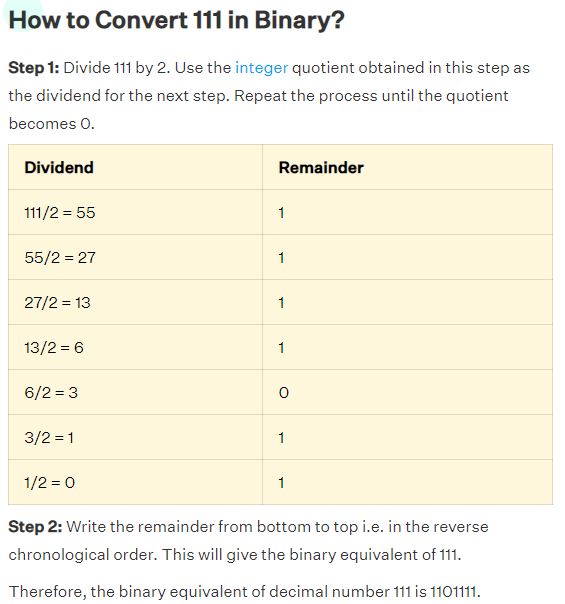 How to Convert 111 in Binary?
Step 1: Divide 111 by 2. Use the integer quotient obtained in this step as
the dividend for the next step. Repeat the process until the quotient
becomes 0.
Dividend Remainder
111/2 = 55 1
55/2 = 27 1
27/2 = 13 1
13/2 = 6 1
6/2 = 3 0
3/2 = 1 1
1/2 = 0 1
Step 2: Write the remainder from bottom to top i.e. in the reverse
chronological order. This will give the binary equivalent of 111.
Therefore, the binary equivalent of decimal number 111 is 1101111.